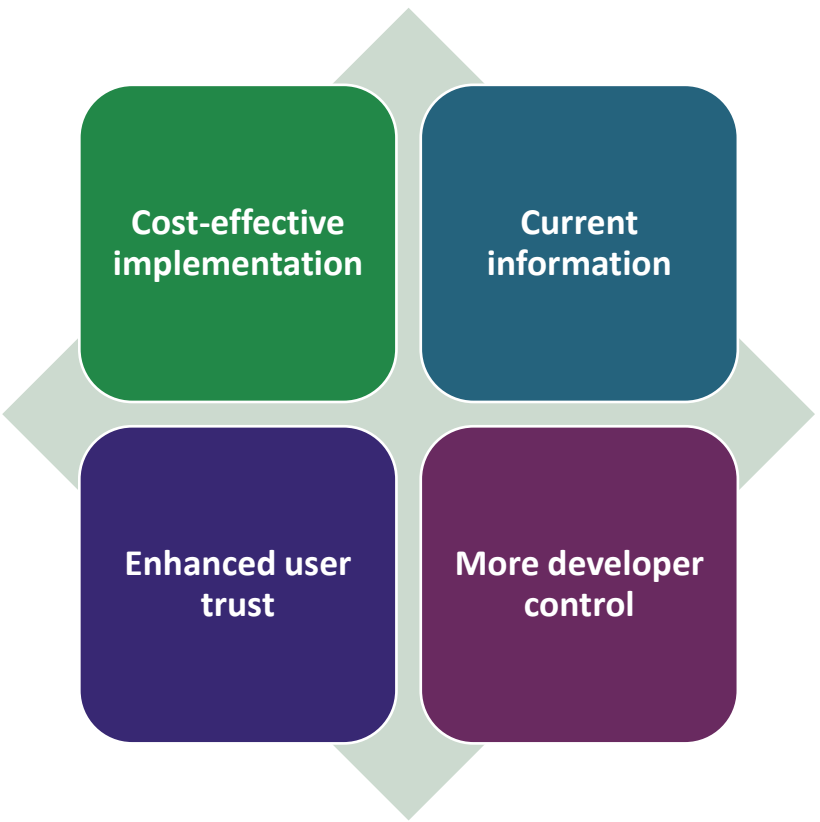 Cost-effective
implementation
Current
information
Enhanced user
trust
More developer
control